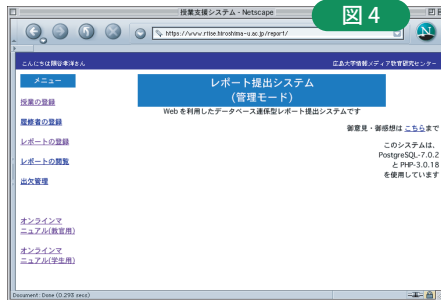 授業支援システム - Netscape
図4
https://www.riise.hiroshima-u.ac.jp/report/
N
こんにちは隅谷孝洋さん
広島大学情報メディア教育研究センター
メニュー
授業の登録
履修者の登録
レポートの登録
レポートの閲覧
出欠管理
オンラインマ
ニュアル(教官用)
オンラインマ
ニュアル(学生用)
レポート提出システム
(管理モード)
Webを利用したデータベース連係型レポート提出システムです
御意見・御感想は こちらまで
このシステムは、
PostgreSQL-7.0.2
と PHP-3.0.18
を使用しています
Document: Done (0.293 secs)